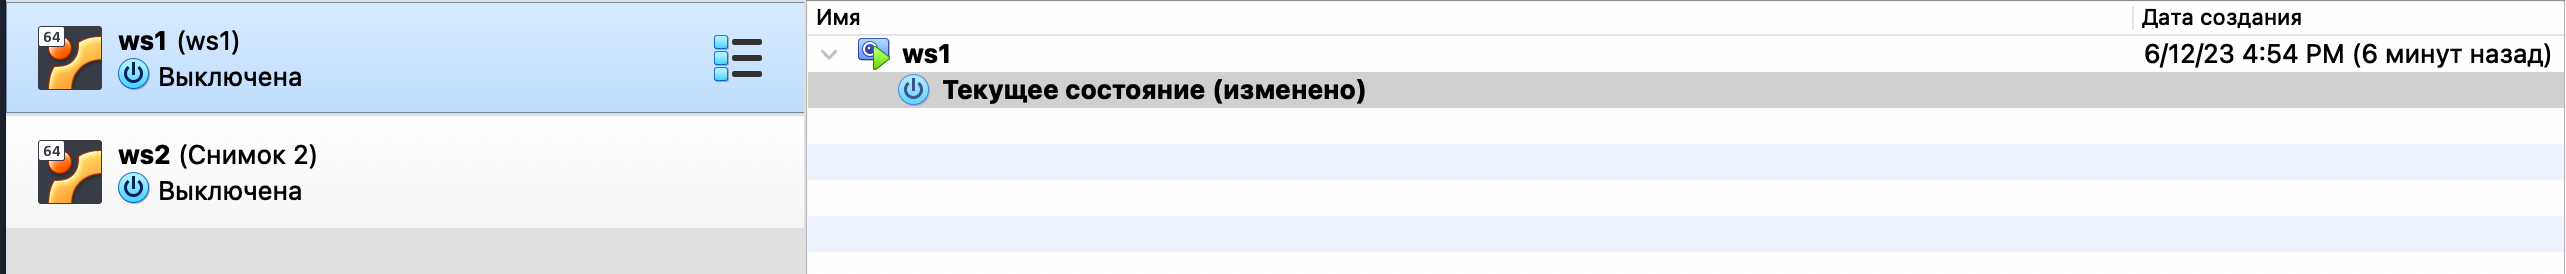 64
ws1 (ws1)
Выключена
64
ws2 (Снимок 2)
Выключена
Имя Дата создания
ws1 6/12/23 4:54 PM (6 минут назад)
Текущее состояние (изменено)